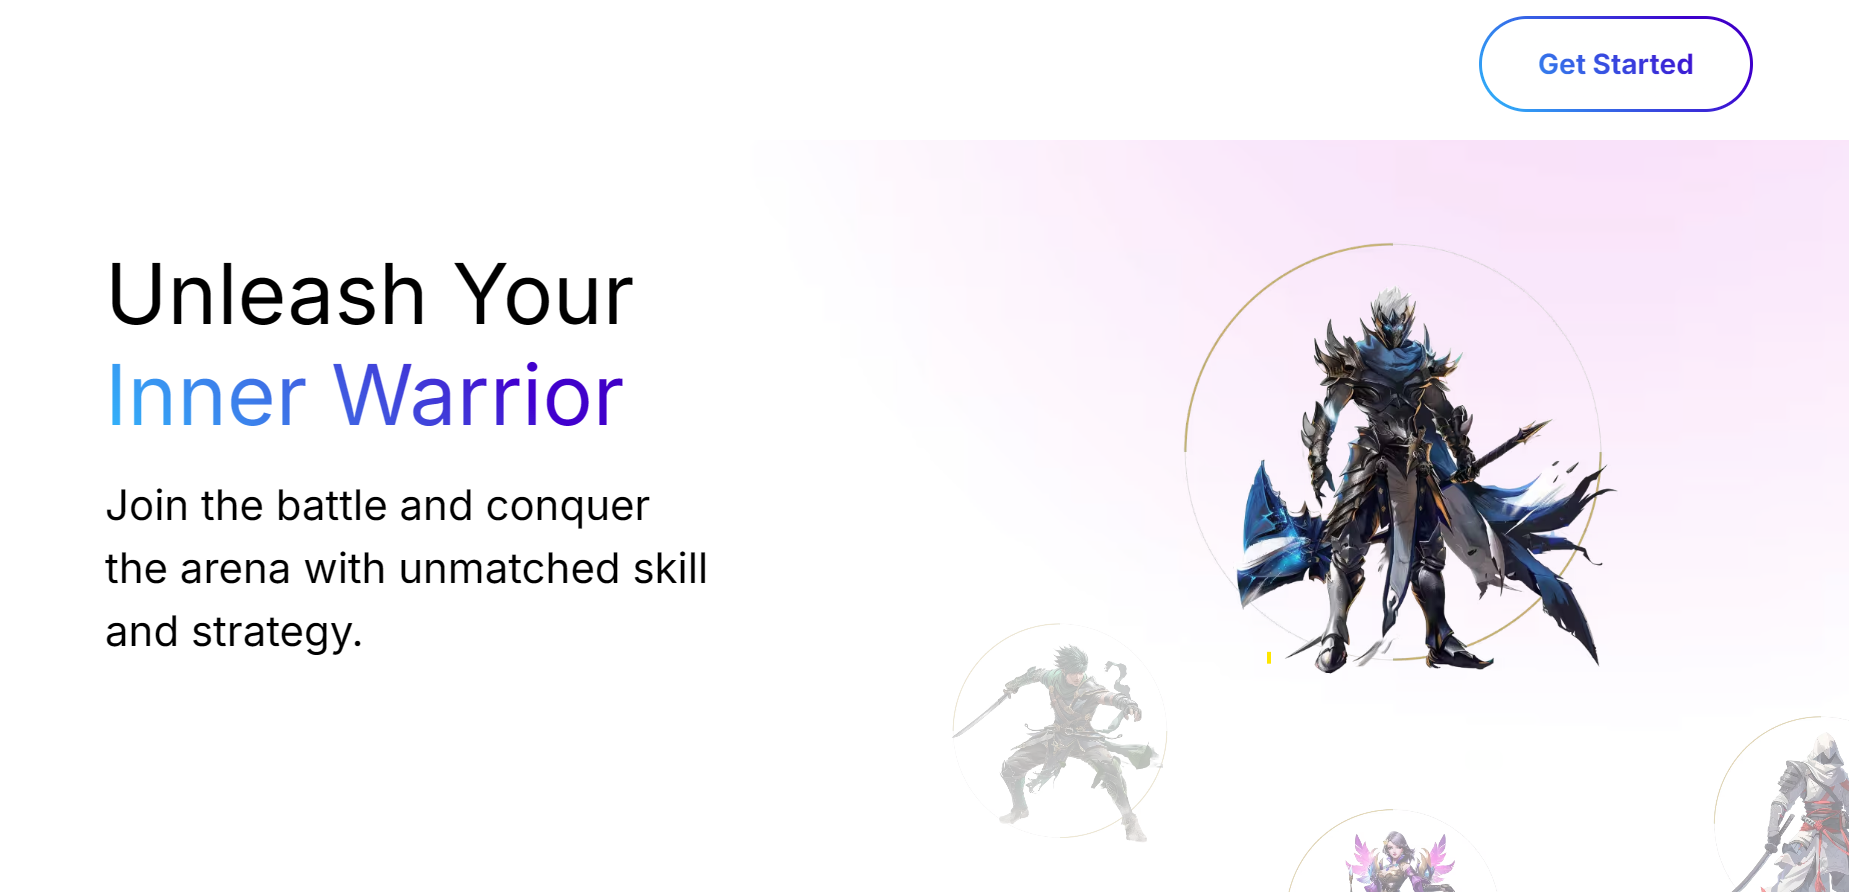 Get Started
Unleash Your
Inner Warrior
Join the battle and conquer
the arena with unmatched skill
and strategy.